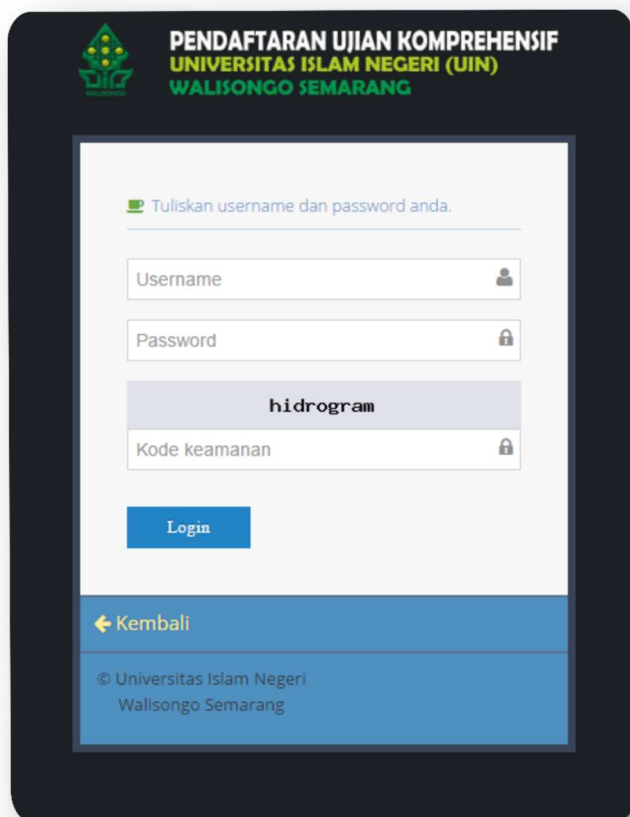 PENDAFTARAN UJIAN KOMPREHENSIF
UNIVERSITAS ISLAM NEGERI (UIN)
WALISONGO SEMARANG
WALISONGO
Tuliskan username dan password anda.
Username
Password
hidrogram
Kode keamanan
Login
Kembali
© Universitas Islam Negeri
Walisongo Semarang